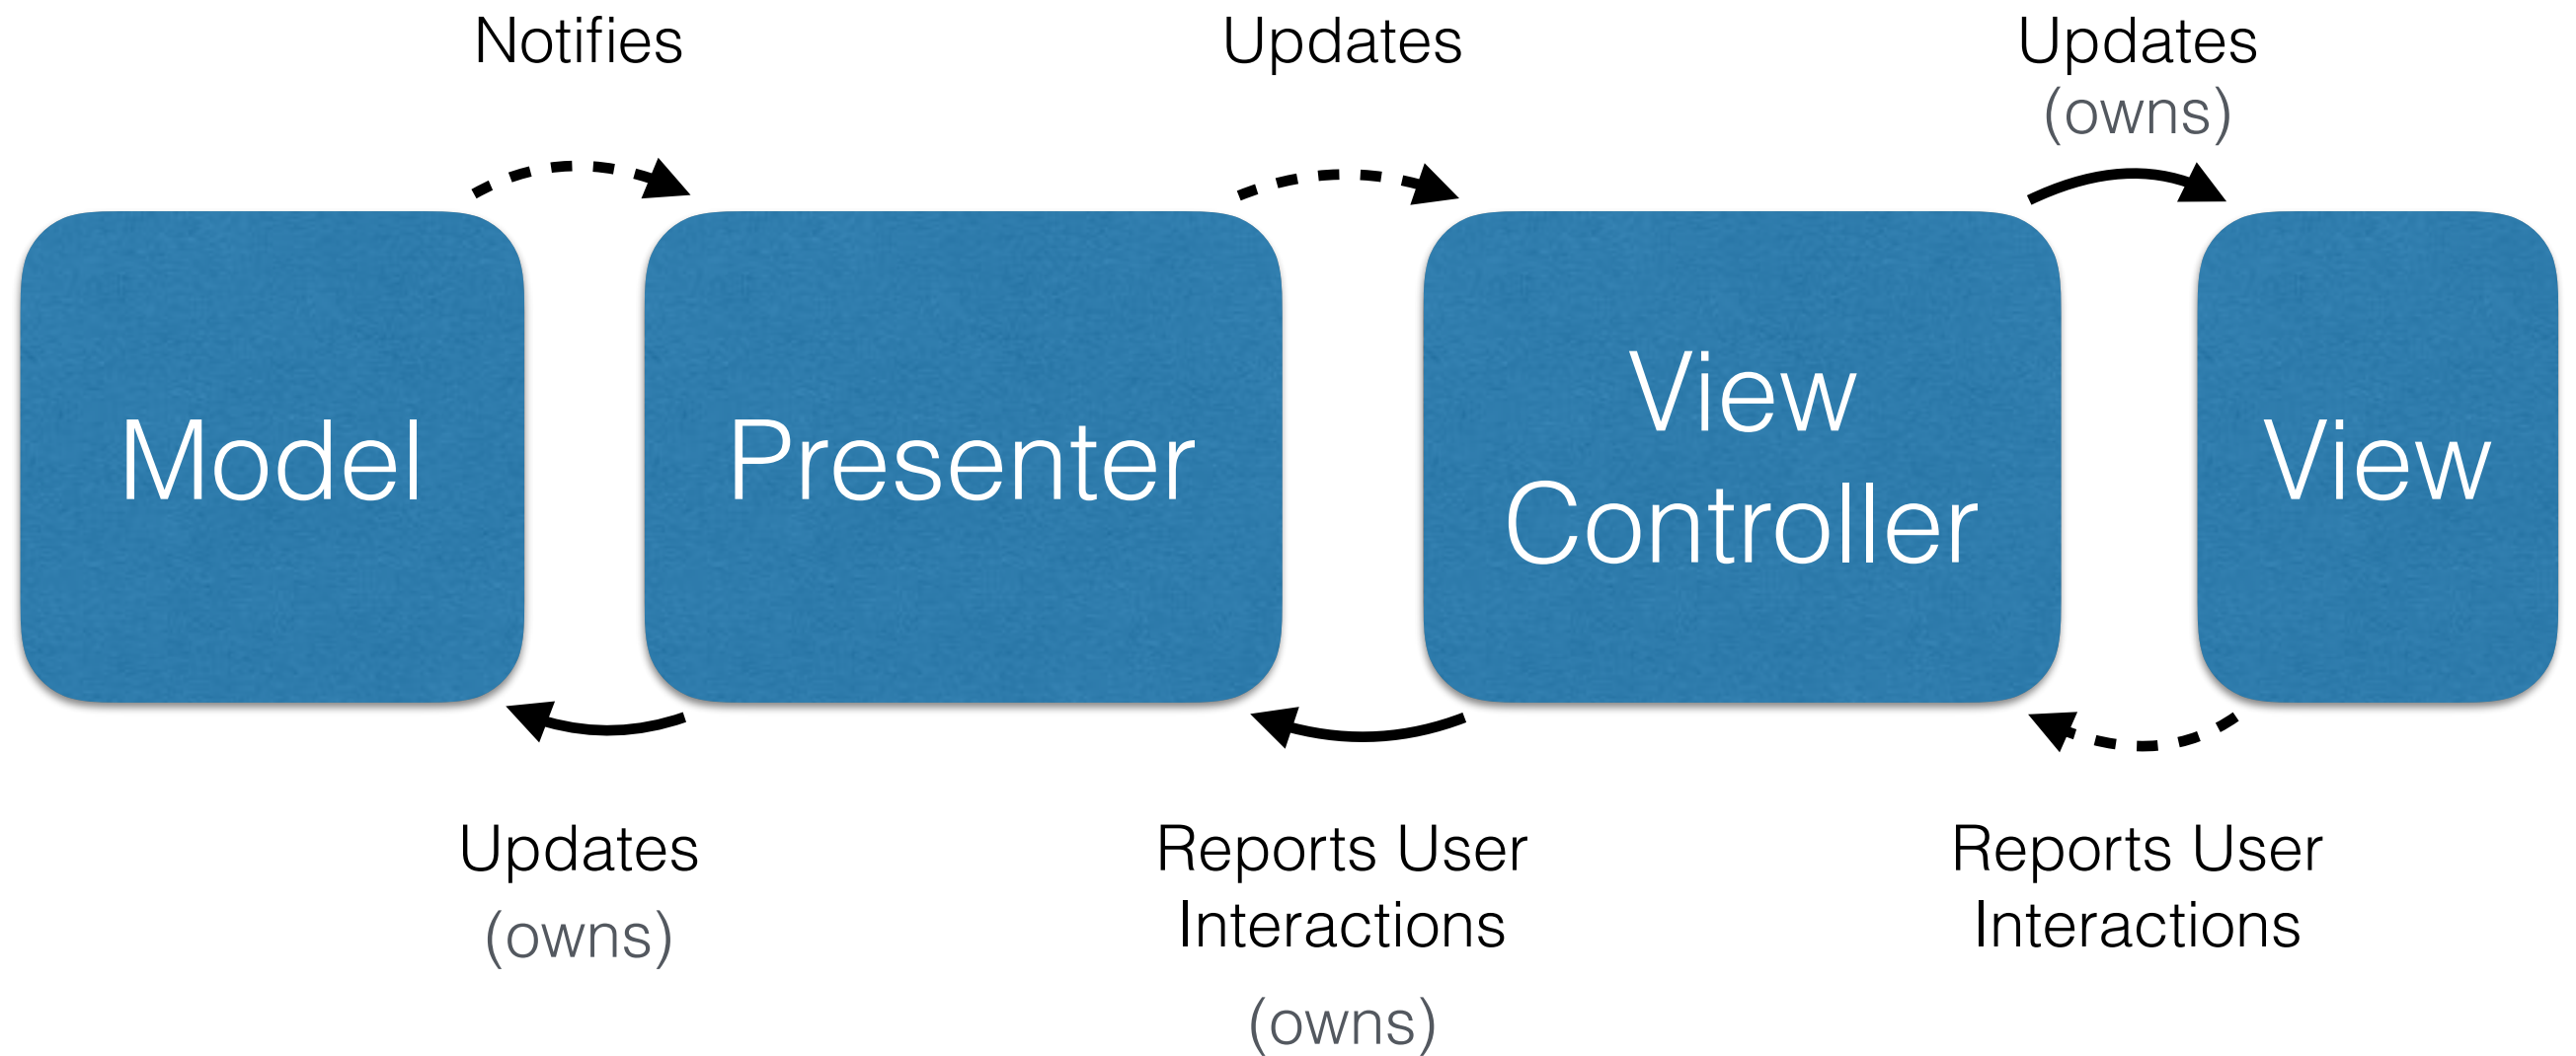 Notifies
Updates
Updates
(owns)
Model
Presenter
View
Controller
View
Updates
(owns)
Reports User
Interactions
(owns)
Reports User
Interactions